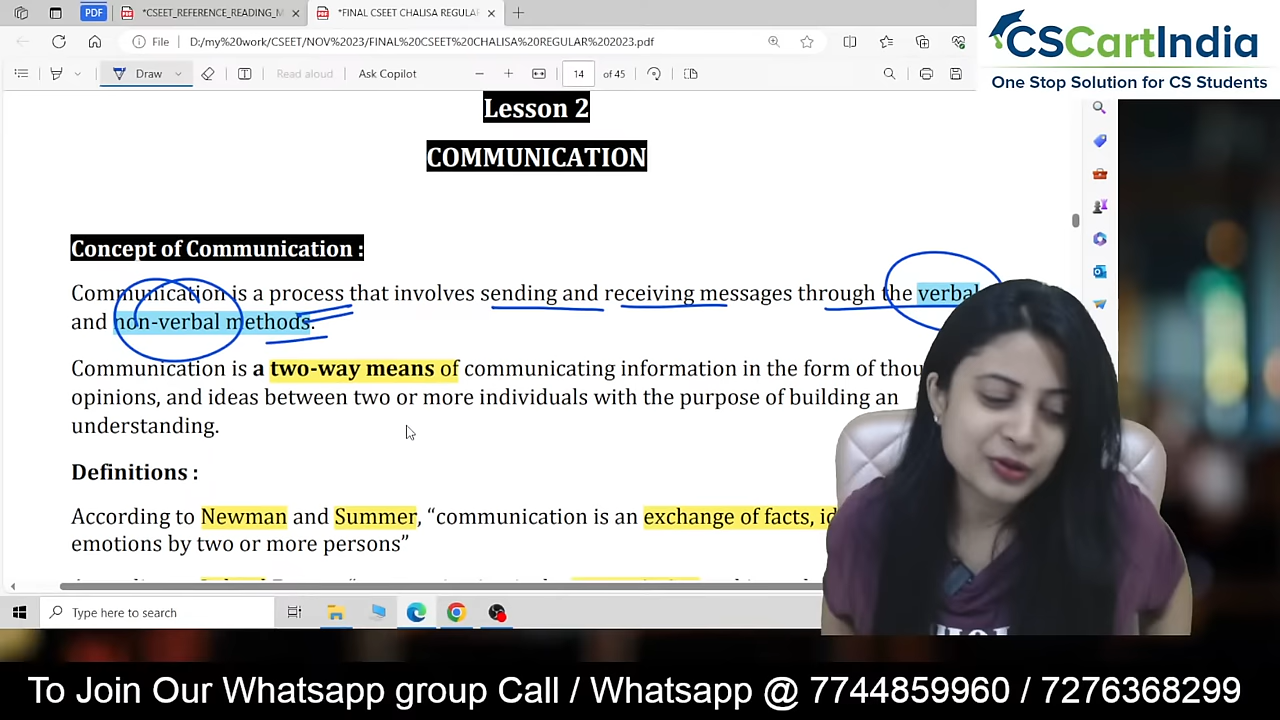 PDF
*CSEET_REFERENCE_READING_M
*FINAL CSEET CHALISA REGULAR
File
D:/my%20work/CSEET/NOV%2023/FINAL%20CSEET%20CHALISA%20REGULAR%202023.pdf
Draw
Read aloud
Ask Copilot
14
of 45
CSCartIndia
One Stop Solution for CS Students
Lesson 2
COMMUNICATION
Concept of Communication :
Communication is a process that involves sending and receiving messages through the verbal
and non-verbal methods.
Communication is a two-way means of communicating information in the form of thou
opinions, and ideas between two or more individuals with the purpose of building an
understanding.
Definitions :
According to Newman and Summer, “communication is an exchange of facts, id
emotions by two or more persons”
Type here to search
To Join Our Whatsapp group Call / Whatsapp @ 7744859960 / 7276368299